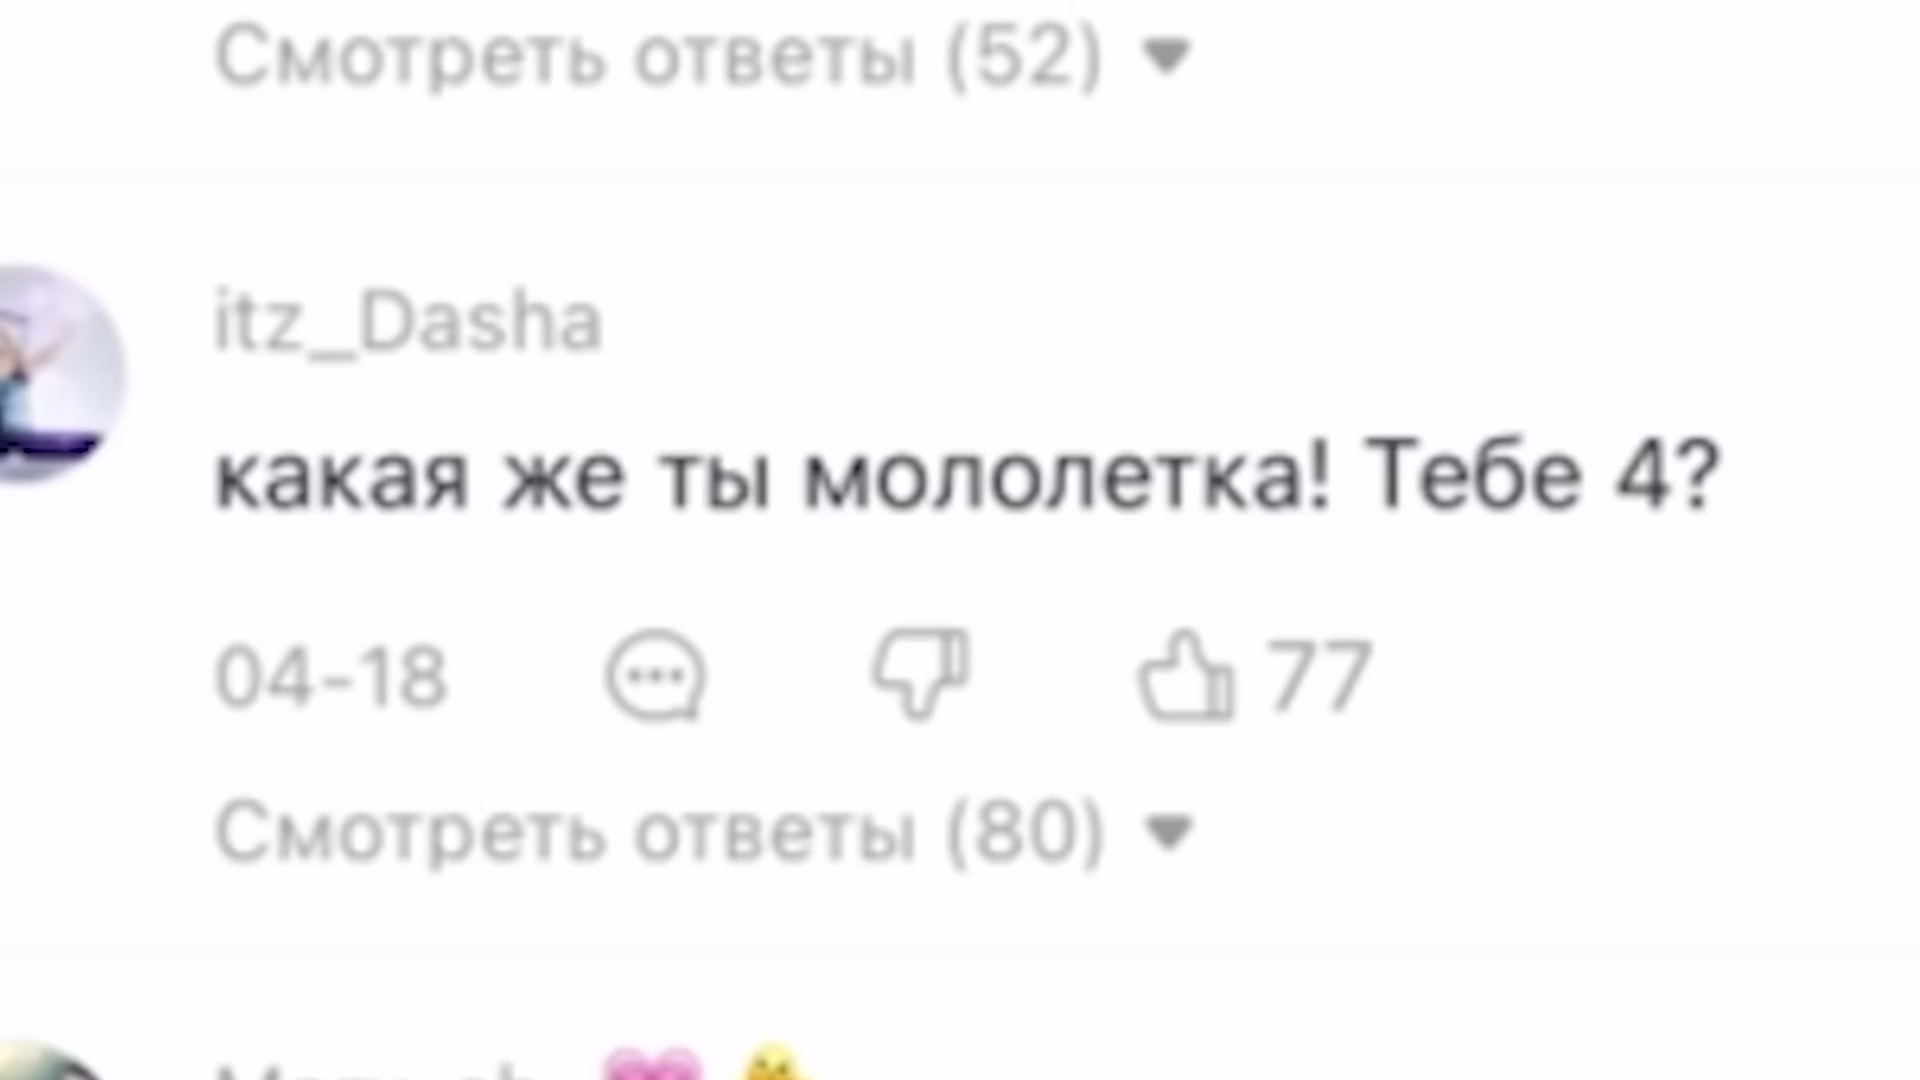 Смотреть ответы (52)
itz_Dasha
какая же ты мололетка! Тебе 4?
04-18 77
Смотреть ответы (80)